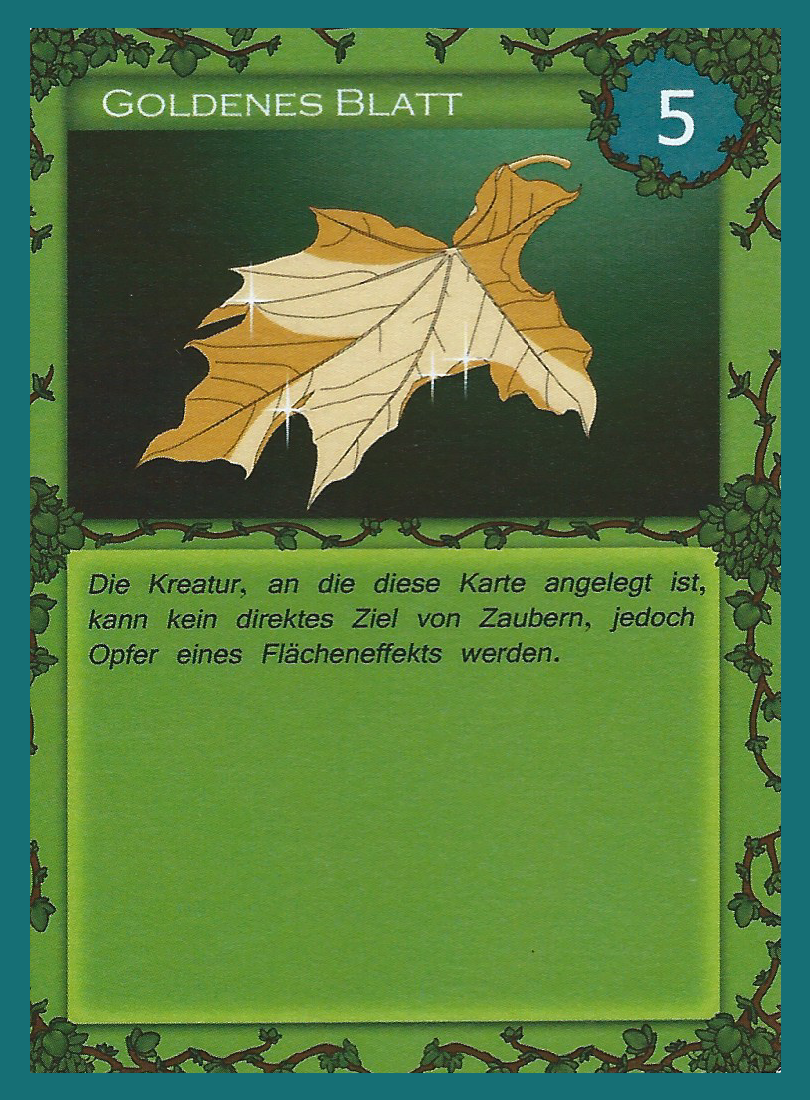 GOLDENES BLATT
5
Die Kreatur, an die diese Karte angelegt ist,
kann kein direktes Ziel von Zaubern, jedoch
Opfer eines Flächeneffekts werden.